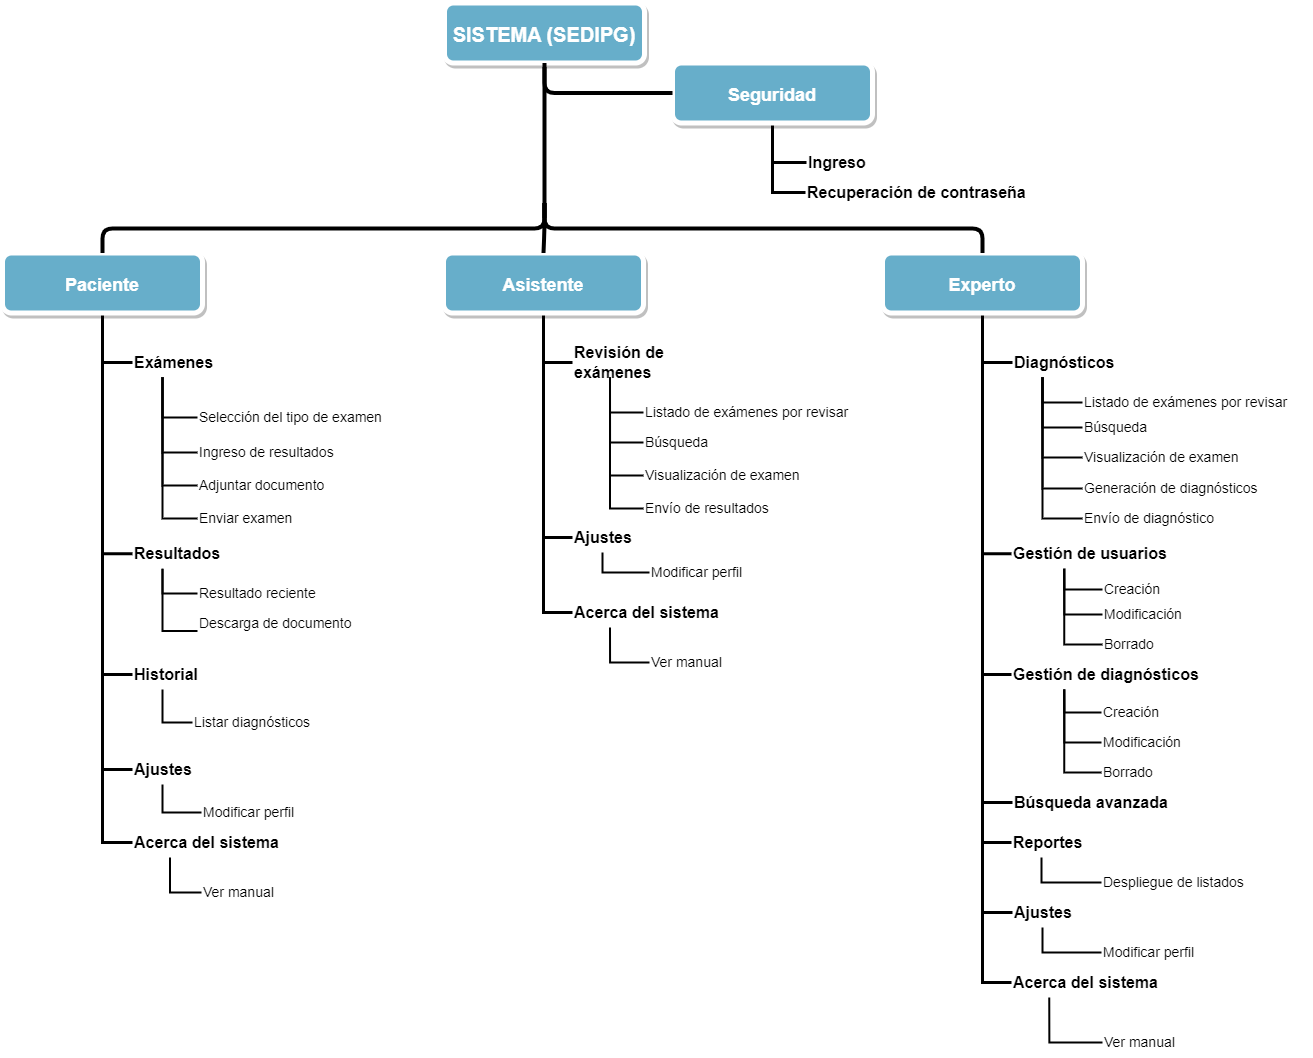 SISTEMA (SEDIPG)
Seguridad
Ingreso
Recuperación de contraseña
Paciente
Exámenes
Selección del tipo de examen
Ingreso de resultados
Adjuntar documento
Enviar examen
Resultados
Resultado reciente
Descarga de documento
Historial
Listar diagnósticos
Ajustes
Modificar perfil
Acerca del sistema
Ver manual
Asistente
Revisión de
exámenes
Listado de exámenes por revisar
Búsqueda
Visualización de examen
Envío de resultados
Ajustes
Modificar perfil
Acerca del sistema
Ver manual
Experto
Diagnósticos
Listado de exámenes por revisar
Búsqueda
Visualización de examen
Generación de diagnósticos
Envío de diagnóstico
Gestión de usuarios
Creación
Modificación
Borrado
Gestión de diagnósticos
Creación
Modificación
Borrado
Búsqueda avanzada
Reportes
Despliegue de listados
Ajustes
Modificar perfil
Acerca del sistema
Ver manual